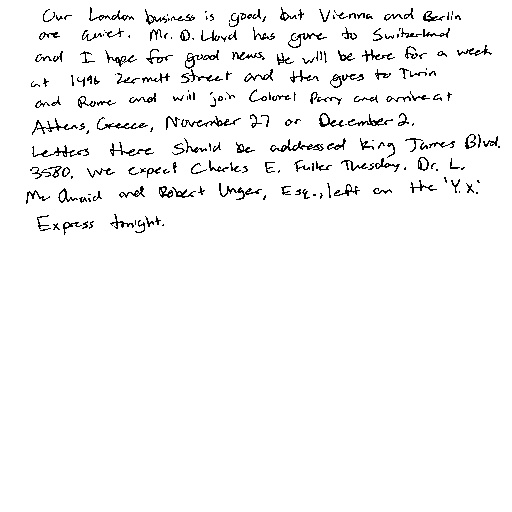 Our London business is good, but Vienna and Berlin
are quiet. Mr. D. Lloyd has gone to Switzerland
and I hope for good news. He will be there for a week
at 1496 Zermott Street and then goes to Turin
and Rome and will join Colonel Parry and arrive at
Athens, Greece, November 27 or December 2.
Letters there should be addressed King James Blvd.
3580. We expect Charles E. Fuller Tuesday. Dr. L.
Mc Quaid and Robert Unger, Esq., left on the 'Y.X.'
Express tonight.